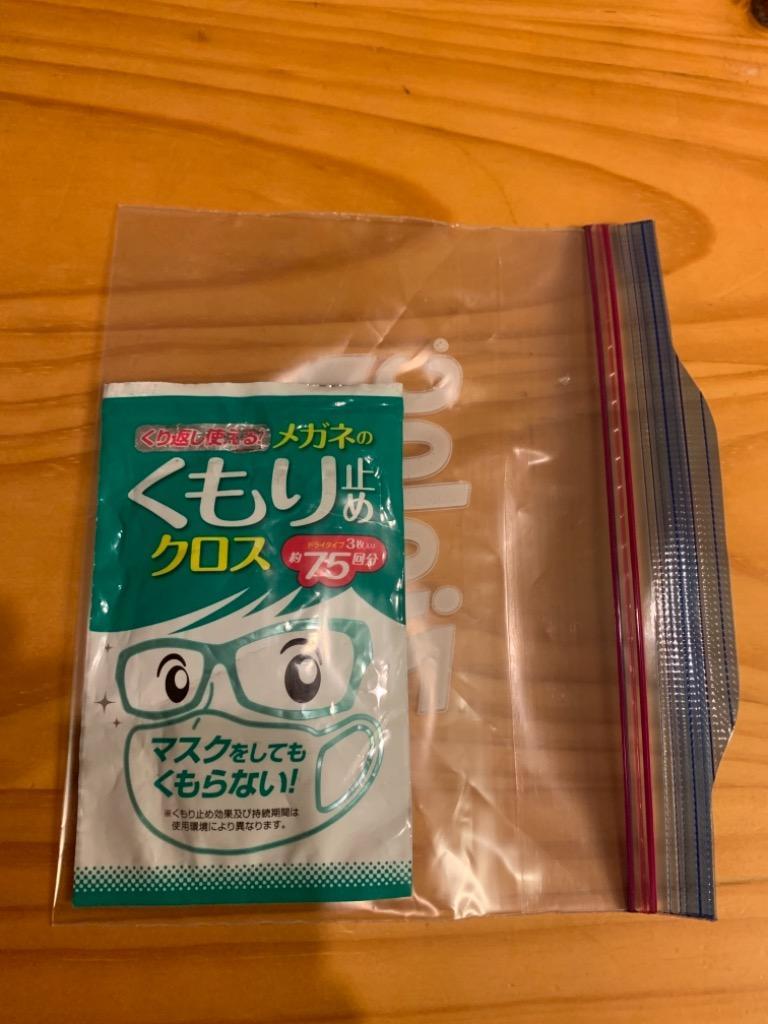 くり返し使える! メガネの
くもり止め
クロス
ドライタイプ 3枚入り
約75回分
マスクをしても
くもらない!
※くもり止め効果及び持続期間は
使用環境により異なります。